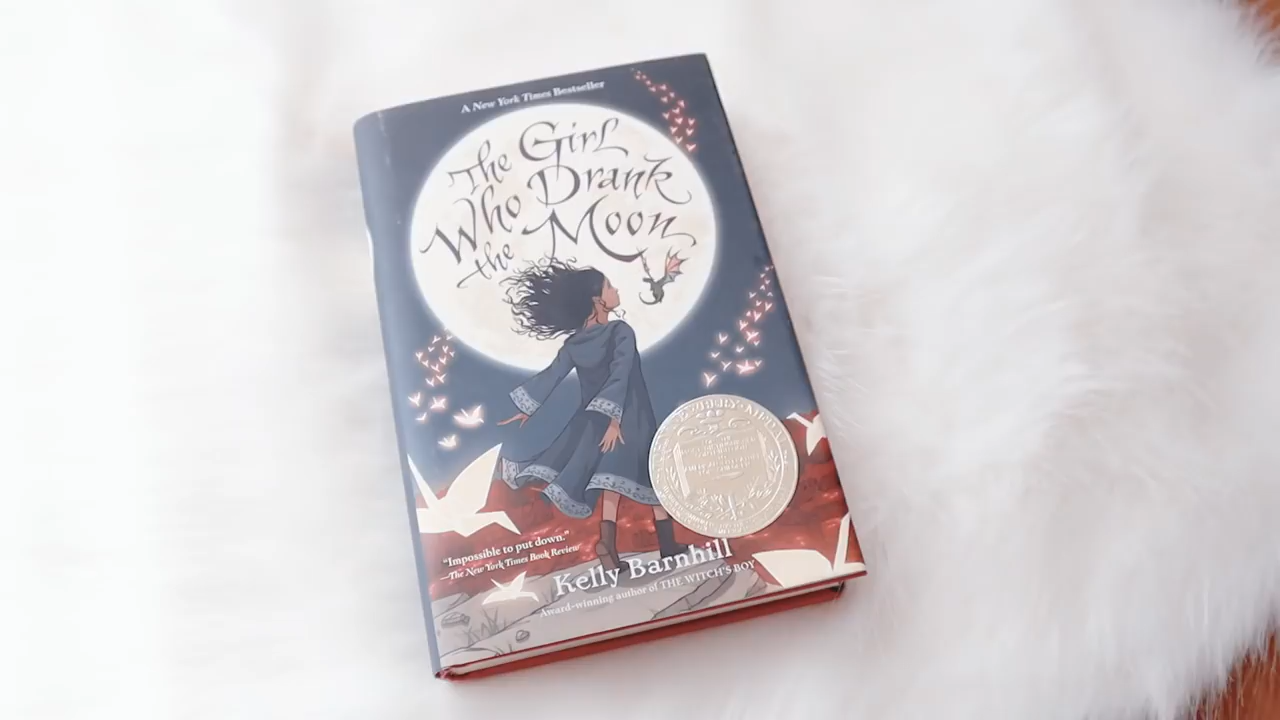 A New York Times Bestseller
The Girl
Who Drank
the Moon
"Impossible to put down."
—The New York Times Book Review
Kelly Barnhill
Award-winning author of THE WITCH'S BOY